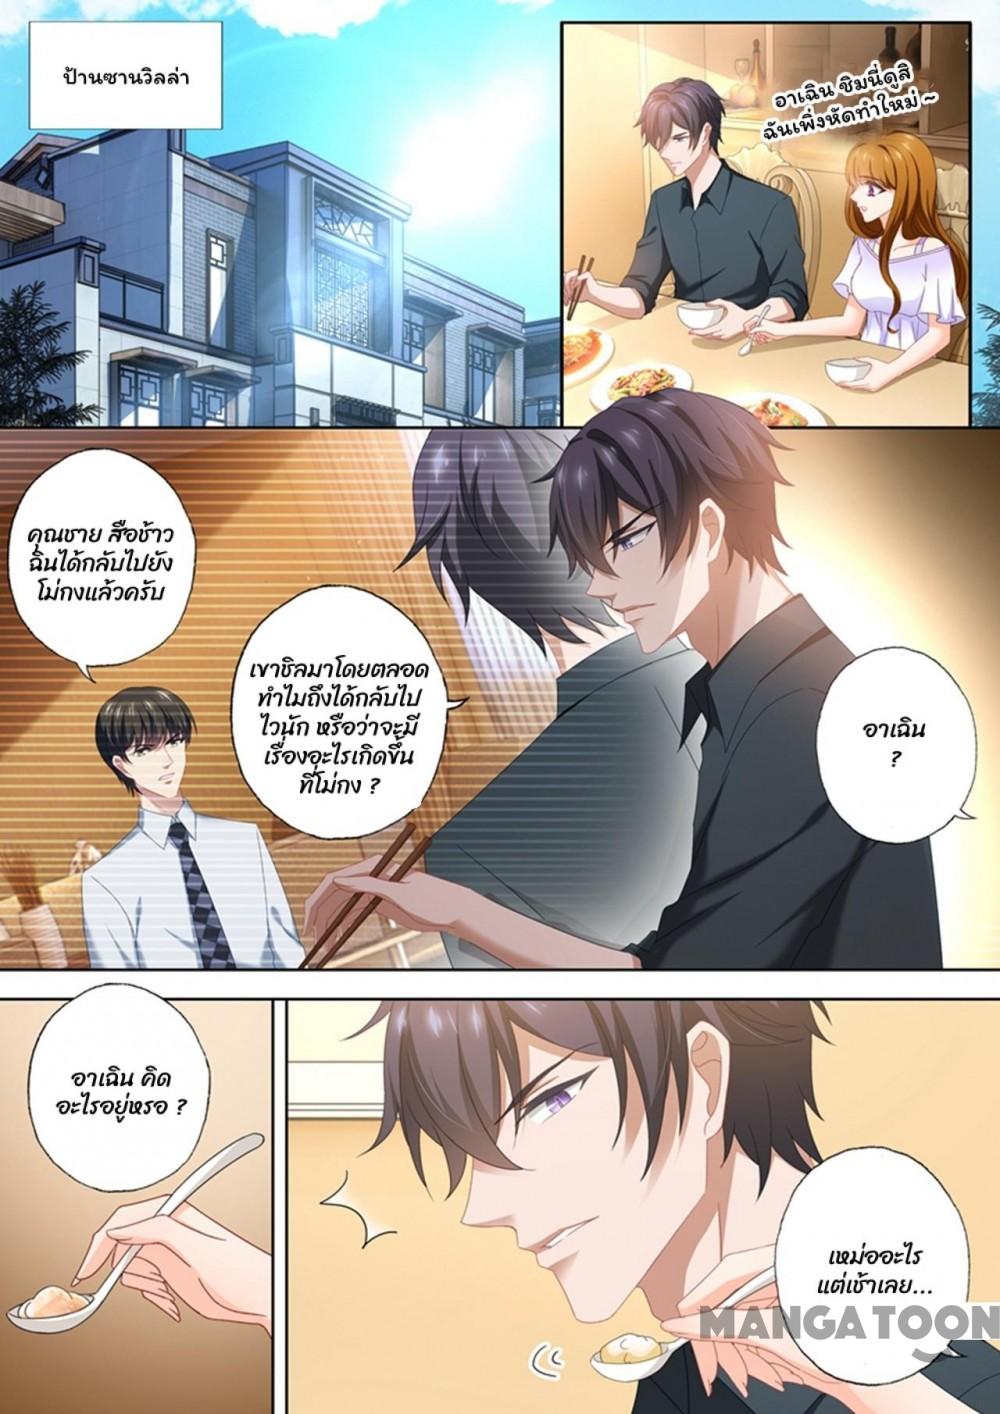 ป้านซานวิลล่า
อาเฉิน ชิมนี่ดูสิ
ฉันเพิ่งหัดทำใหม่ ~
คุณชาย สือช้าว
ฉินได้กลับไปยัง
โม่กงแล้วครับ
เขาชิลมาโดยตลอด
ทำไมถึงได้กลับไป
ไวนัก หรือว่าจะมี
เรื่องอะไรเกิดขึ้น
ที่โม่กง ?
อาเฉิน
?
อาเฉิน คิด
อะไรอยู่หรอ ?
เหม่ออะไร
แต่เช้าเลย...
MANGATOON